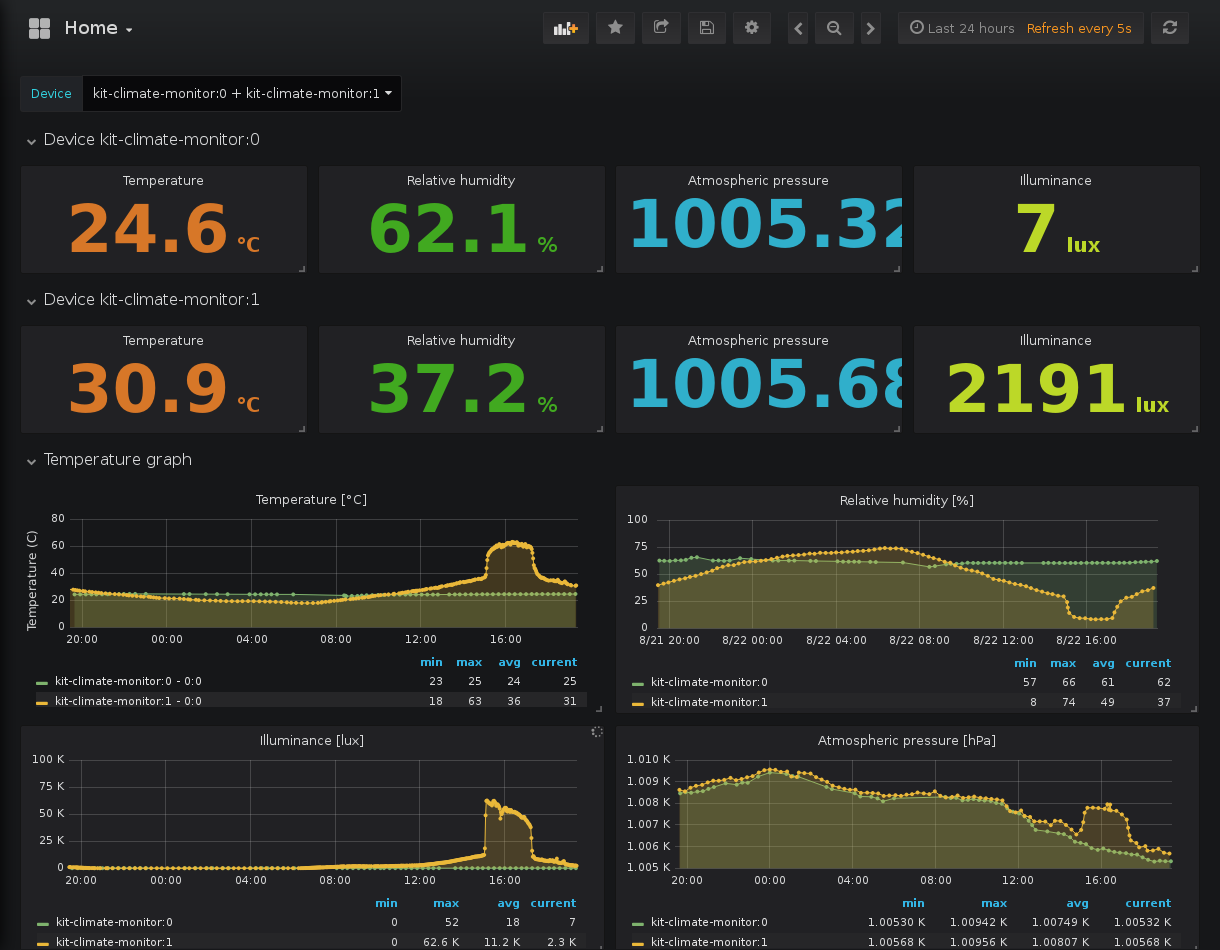 Home
Last 24 hours Refresh every 5s
Device kit-climate-monitor:0 + kit-climate-monitor:1
Device kit-climate-monitor:0
Temperature Relative humidity Atmospheric pressure Illuminance
24.6 °C 62.1 % 1005.32 7 lux
Device kit-climate-monitor:1
Temperature Relative humidity Atmospheric pressure Illuminance
30.9 °C 37.2 % 1005.68 2191 lux
Temperature graph
Temperature [°C]
Temperature (C)
80
60
40
20
0
20:00 00:00 04:00 08:00 12:00 16:00
min max avg current
kit-climate-monitor:0 - 0:0 23 25 24 25
kit-climate-monitor:1 - 0:0 18 63 36 31
Relative humidity [%]
100
75
50
25
0
8/21 20:00 8/22 00:00 8/22 04:00 8/22 08:00 8/22 12:00 8/22 16:00
min max avg current
kit-climate-monitor:0 57 66 61 62
kit-climate-monitor:1 8 74 49 37
Illuminance [lux]
100 K
75 K
50 K
25 K
0
20:00 00:00 04:00 08:00 12:00 16:00
min max avg current
kit-climate-monitor:0 0 52 18 7
kit-climate-monitor:1 0 62.6 K 11.2 K 2.3 K
Atmospheric pressure [hPa]
1.010 K
1.009 K
1.008 K
1.007 K
1.006 K
1.005 K
20:00 00:00 04:00 08:00 12:00 16:00
min max avg current
kit-climate-monitor:0 1.00530 K 1.00942 K 1.00749 K 1.00532 K
kit-climate-monitor:1 1.00568 K 1.00956 K 1.00807 K 1.00568 K